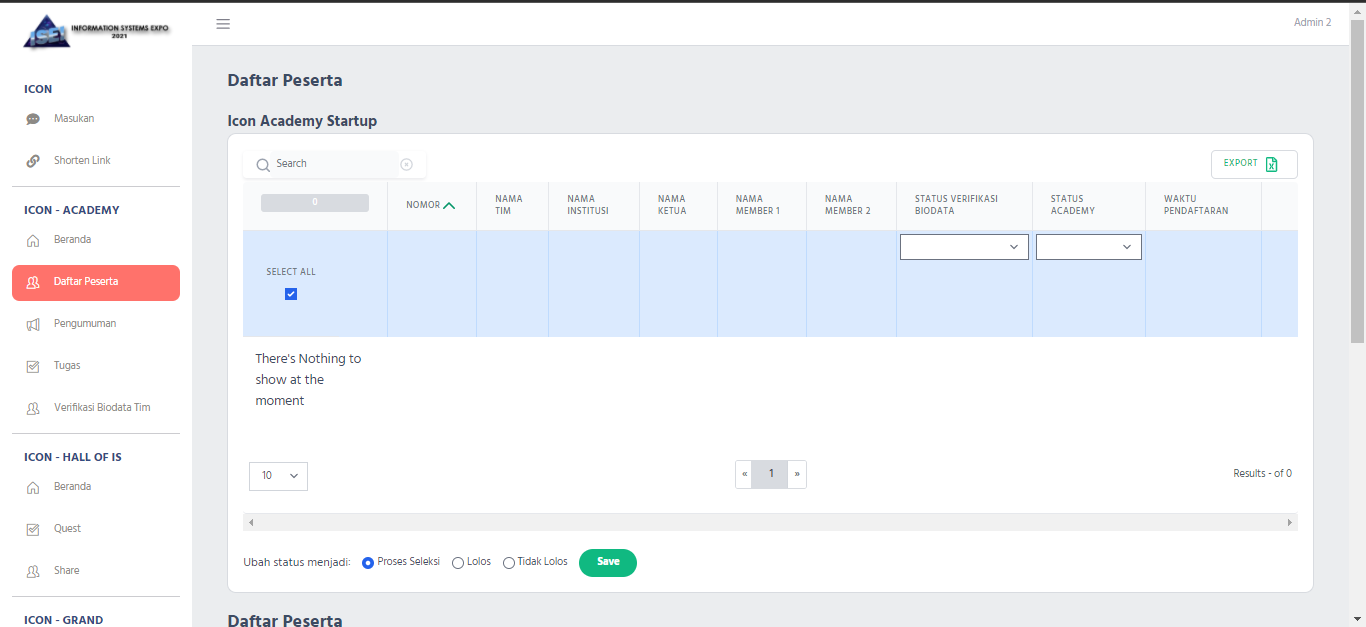 ISE!
INFORMATION SYSTEMS EXPO
2021
Admin 2
ICON
Masukan
Shorten Link
ICON - ACADEMY
Beranda
Daftar Peserta
Pengumuman
Tugas
Verifikasi Biodata Tim
ICON - HALL OF IS
Beranda
Quest
Share
ICON - GRAND
Daftar Peserta
Icon Academy Startup
Search
EXPORT
0
NOMOR
NAMA
TIM
NAMA
INSTITUSI
NAMA
KETUA
NAMA
MEMBER 1
NAMA
MEMBER 2
STATUS VERIFIKASI
BIODATA
STATUS
ACADEMY
WAKTU
PENDAFTARAN
SELECT ALL
There's Nothing to
show at the
moment
10
« 1 »
Results - of 0
Ubah status menjadi: Proses Seleksi Lolos Tidak Lolos Save
Daftar Peserta